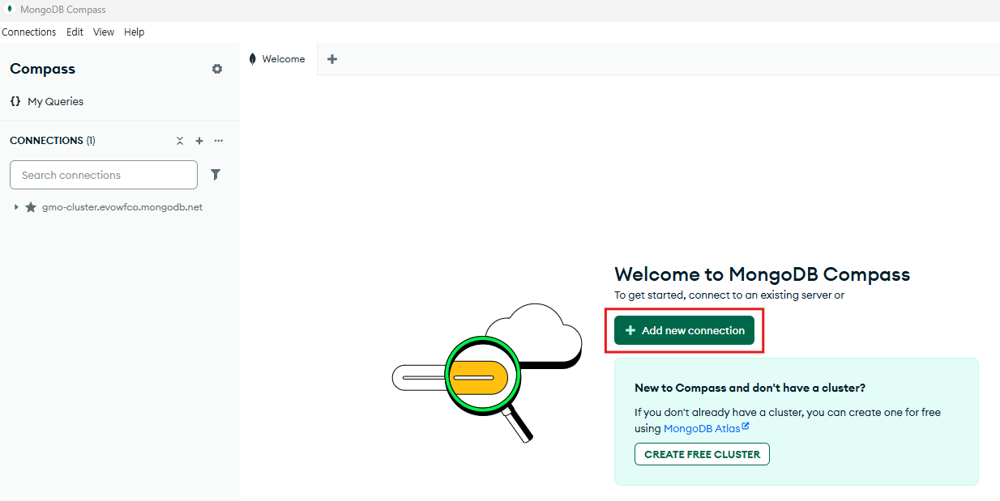 MongoDB Compass
Connections Edit View Help
Compass
Welcome
{} My Queries
CONNECTIONS (1)
Search connections
gmo-cluster.evowfco.mongodb.net
Welcome to MongoDB Compass
To get started, connect to an existing server or
+ Add new connection
New to Compass and don't have a cluster?
If you don't already have a cluster, you can create one for free
using MongoDB Atlas
CREATE FREE CLUSTER